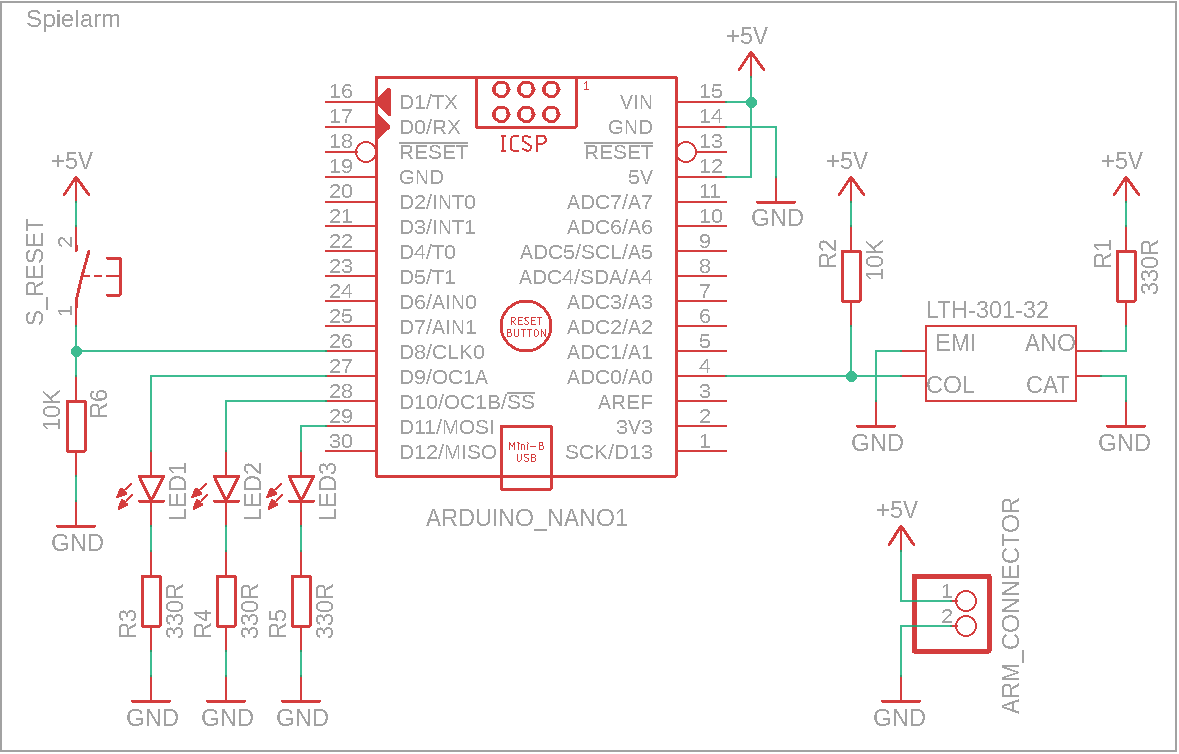 Spielarm
+5V
1
16 D1/TX VIN 15
17 D0/RX GND 14
ICSP
18 RESET RESET 13
19 GND 5V 12
20 D2/INT0 ADC7/A7 11
21 D3/INT1 ADC6/A6 10
22 D4/T0 ADC5/SCL/A5 9
23 D5/T1 ADC4/SDA/A4 8
24 D6/AIN0 ADC3/A3 7
25 D7/AIN1 ADC2/A2 6
26 D8/CLK0 ADC1/A1 5
27 D9/OC1A ADC0/A0 4
28 D10/OC1B/SS AREF 3
29 D11/MOSI 3V3 2
30 D12/MISO SCK/D13 1
RESET
BUTTON
Mini-B
USB
ARDUINO_NANO1
GND
+5V
S_RESET
2
1
10K
R6
GND
LED1
LED2
LED3
R3
330R
R4
330R
R5
330R
GND
GND
GND
+5V
R2
10K
+5V
R1
330R
LTH-301-32
EMI ANO
COL CAT
GND
GND
+5V
1
2
ARM_CONNECTOR
GND